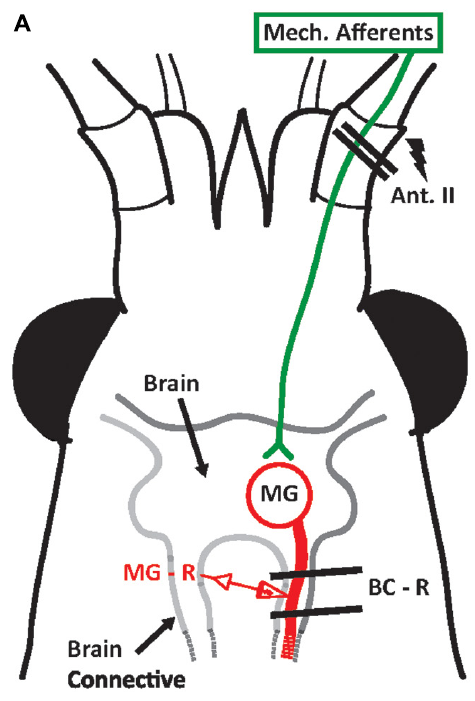 A
Mech. Afferents
Ant. II
Brain
MG
MG - R
BC - R
Brain
Connective